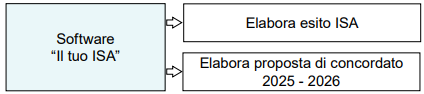 Software
“Il tuo ISA”
Elabora esito ISA
Elabora proposta di concordato
2025 - 2026